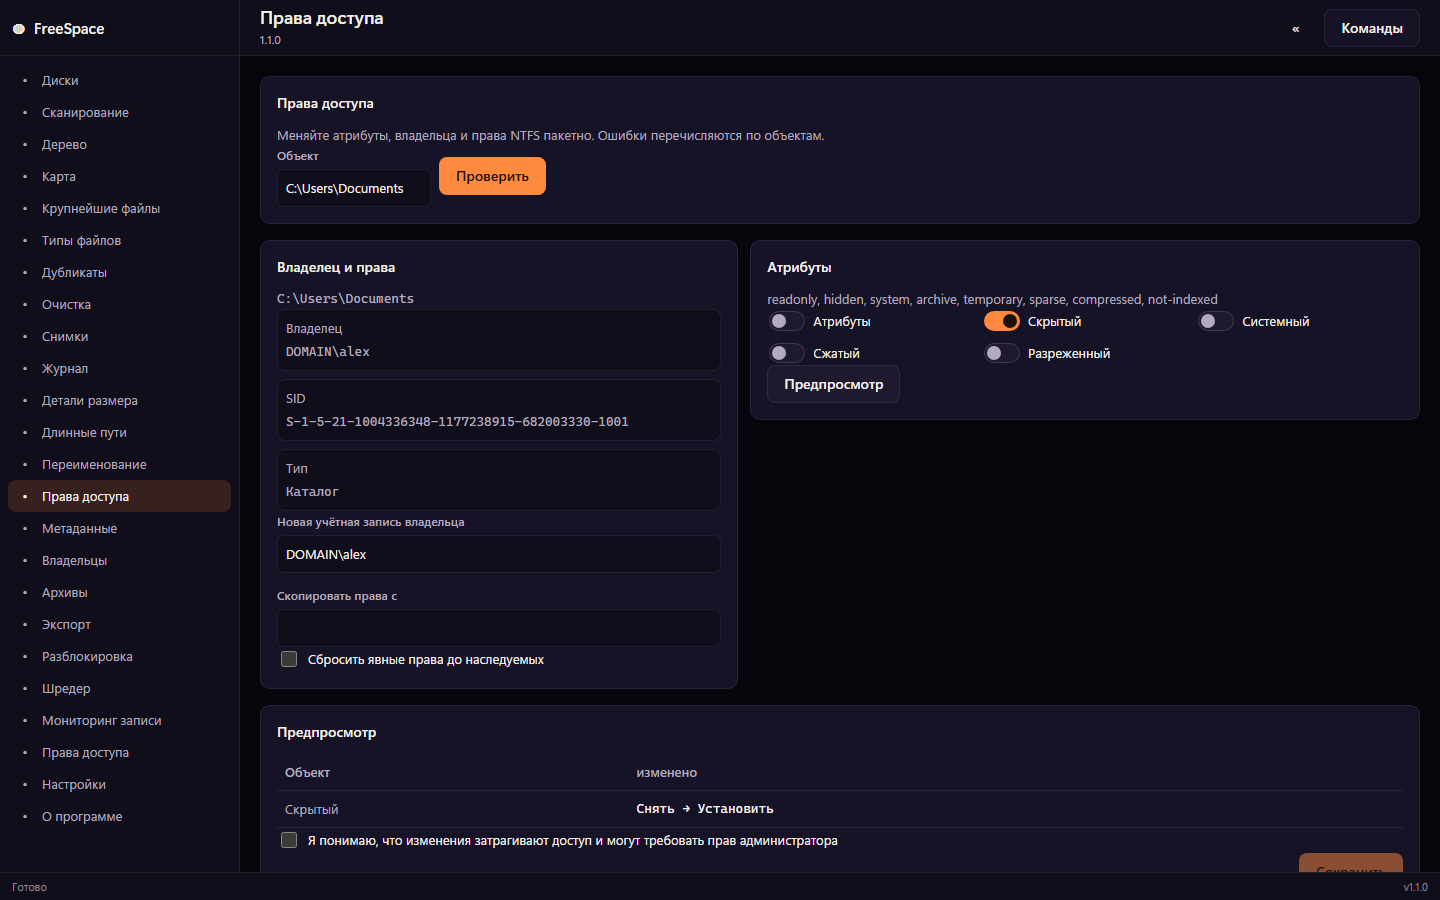 FreeSpace
Диски
Сканирование
Дерево
Карта
Крупнейшие файлы
Типы файлов
Дубликаты
Очистка
Снимки
Журнал
Детали размера
Длинные пути
Переименование
Права доступа
Метаданные
Владельцы
Архивы
Экспорт
Разблокировка
Шредер
Мониторинг записи
Права доступа
Настройки
О программе
Права доступа
1.1.0
«
Команды
Права доступа
Меняйте атрибуты, владельца и права NTFS пакетно. Ошибки перечисляются по объектам.
Объект
C:\Users\Documents
Проверить
Владелец и права
C:\Users\Documents
Владелец
DOMAIN\alex
SID
S-1-5-21-1004336348-1177238915-682003330-1001
Тип
Каталог
Новая учётная запись владельца
DOMAIN\alex
Скопировать права с
Сбросить явные права до наследуемых
Атрибуты
readonly, hidden, system, archive, temporary, sparse, compressed, not-indexed
Атрибуты
Скрытый
Системный
Сжатый
Разреженный
Предпросмотр
Предпросмотр
Объект
изменено
Скрытый
Снять → Установить
Я понимаю, что изменения затрагивают доступ и могут требовать прав администратора
Сохранить
Готово
v1.1.0